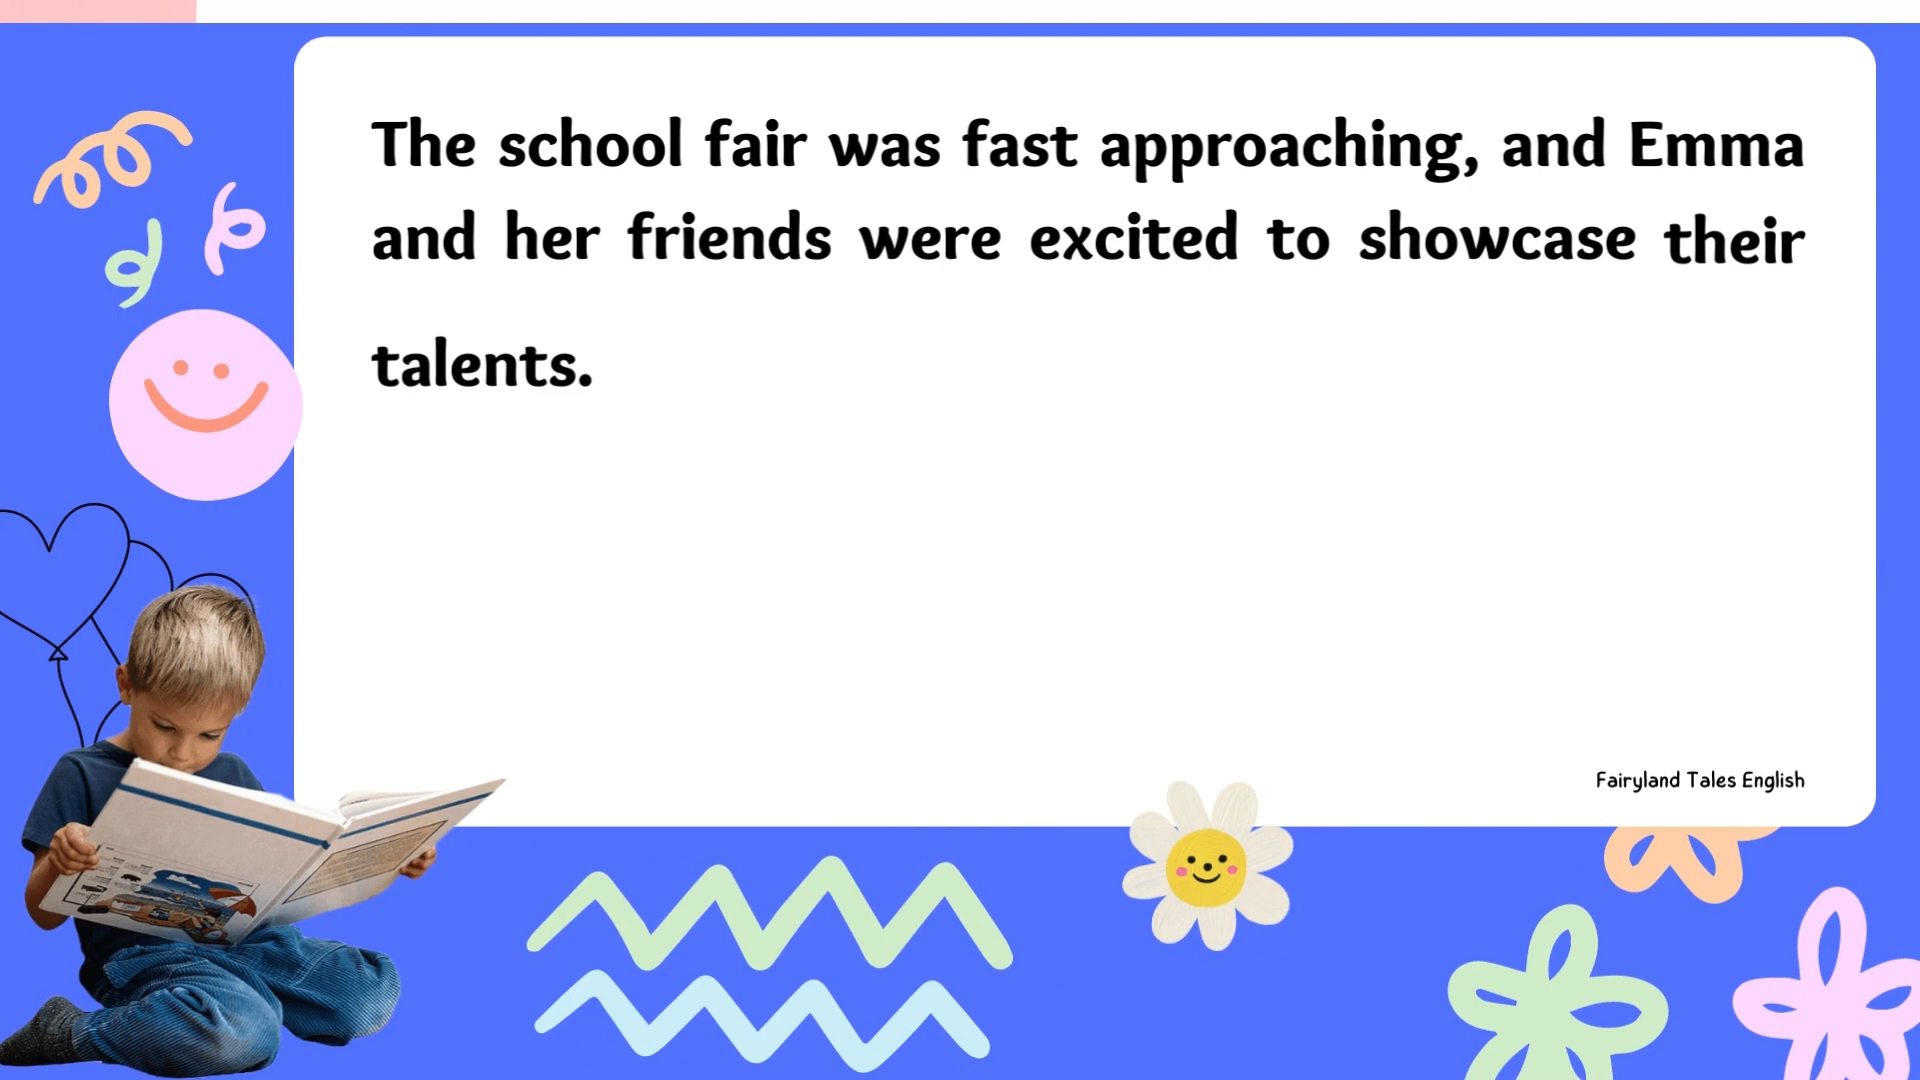 The school fair was fast approaching, and Emma
and her friends were excited to showcase their
talents.
Fairyland Tales English